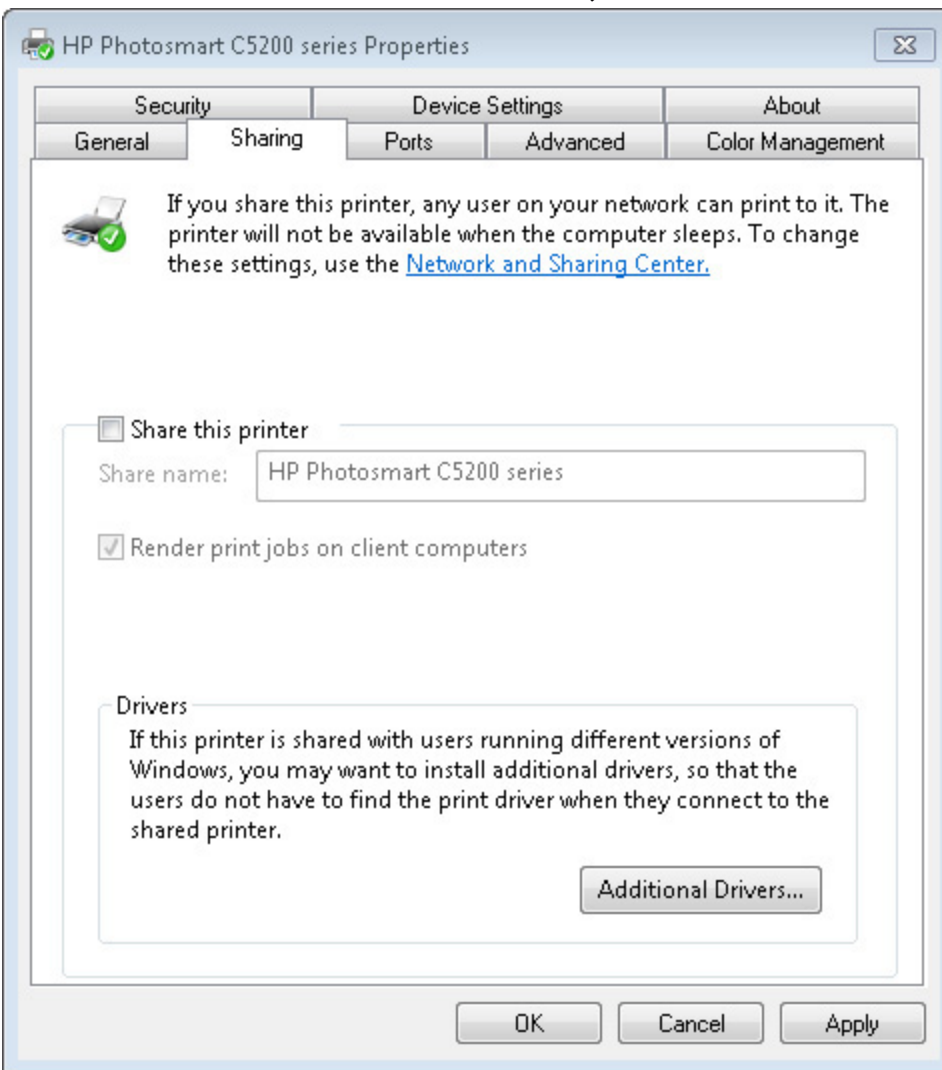 HP Photosmart C5200 series Properties
Security Device Settings About
General Sharing Ports Advanced Color Management
If you share this printer, any user on your network can print to it. The
printer will not be available when the computer sleeps. To change
these settings, use the Network and Sharing Center.
Share this printer
Share name: HP Photosmart C5200 series
Render print jobs on client computers
Drivers
If this printer is shared with users running different versions of
Windows, you may want to install additional drivers, so that the
users do not have to find the print driver when they connect to the
shared printer.
Additional Drivers...
OK Cancel Apply